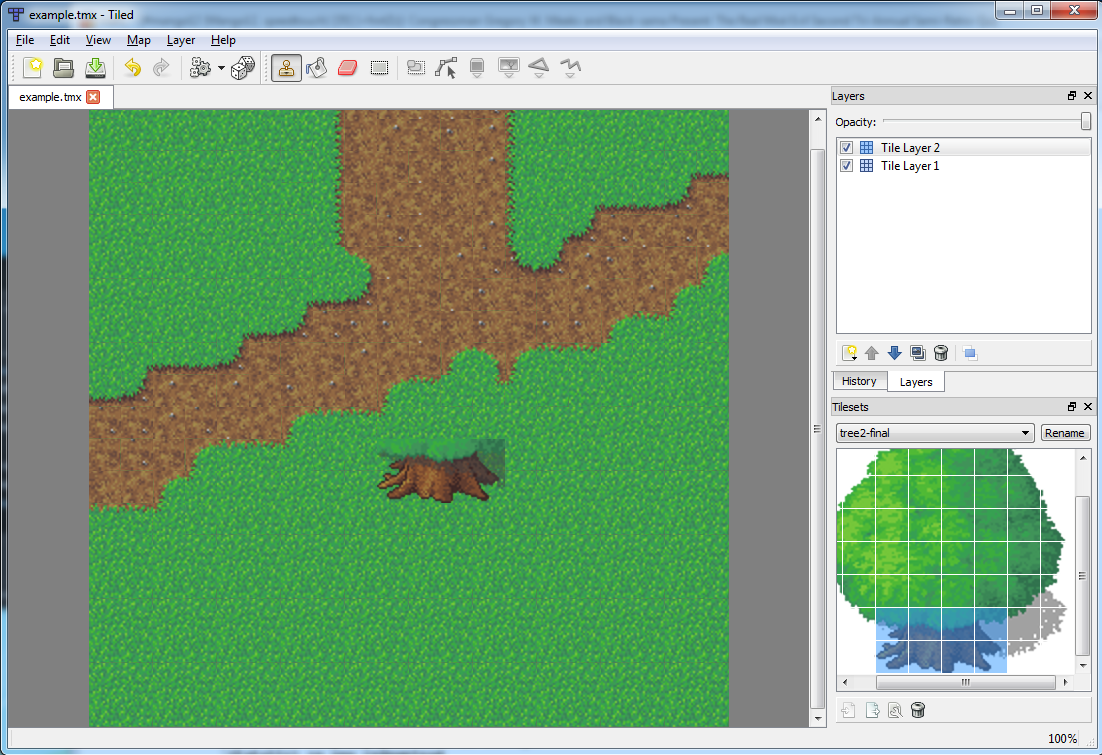 example.tmx - Tiled
File Edit View Map Layer Help
example.tmx
Layers
Opacity:
Tile Layer 2
Tile Layer 1
History Layers
Tilesets
tree2-final Rename
100%